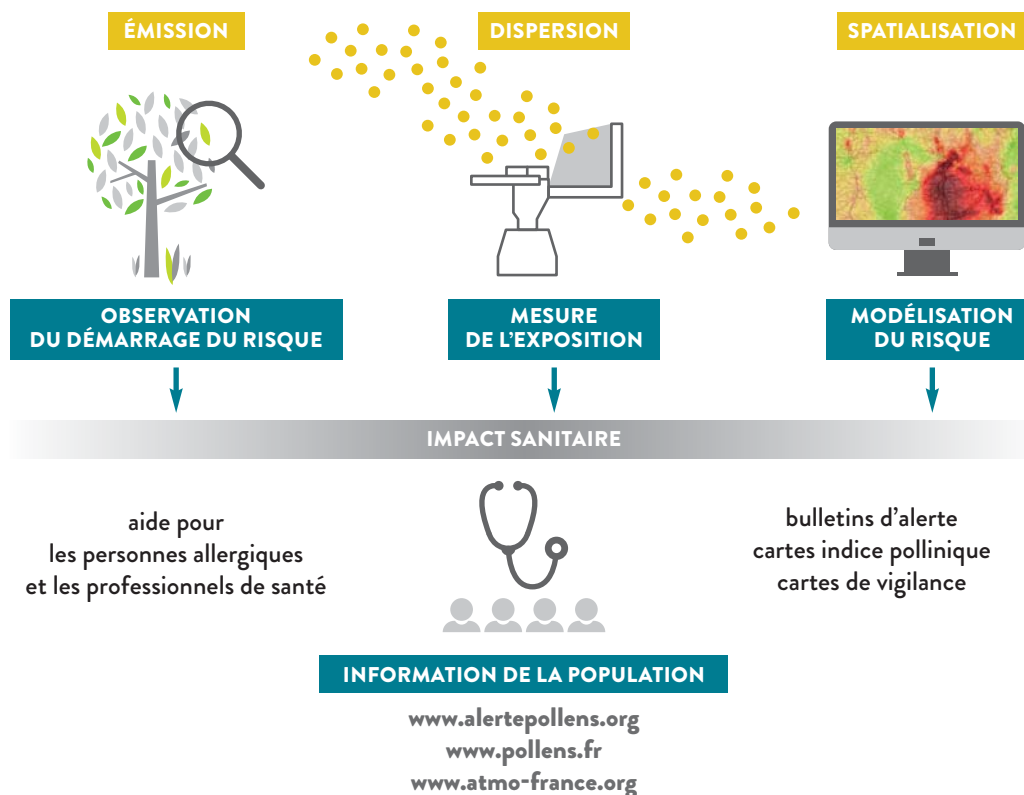 ÉMISSION
DISPERSION
SPATIALISATION
OBSERVATION
DU DÉMARRAGE DU RISQUE
MESURE
DE L'EXPOSITION
MODÉLISATION
DU RISQUE
IMPACT SANITAIRE
aide pour
les personnes allergiques
et les professionnels de santé
bulletins d'alerte
cartes indice pollinique
cartes de vigilance
INFORMATION DE LA POPULATION
www.alertepollens.org
www.pollens.fr
www.atmo-france.org